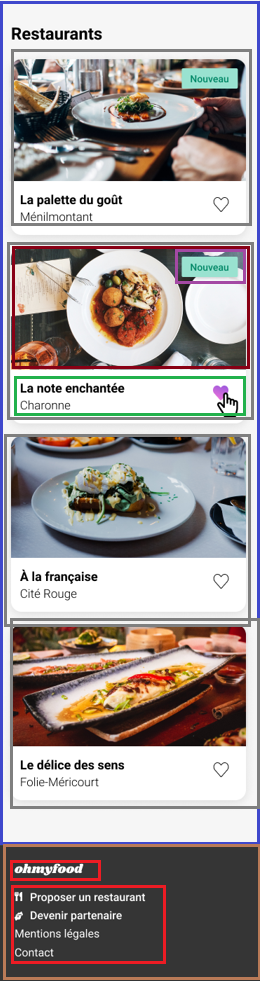 Restaurants
Nouveau
La palette du goût
Ménilmontant
Nouveau
La note enchantée
Charonne
À la française
Cité Rouge
Le délice des sens
Folie-Méricourt
ohmyfood
Proposer un restaurant
Devenir partenaire
Mentions légales
Contact